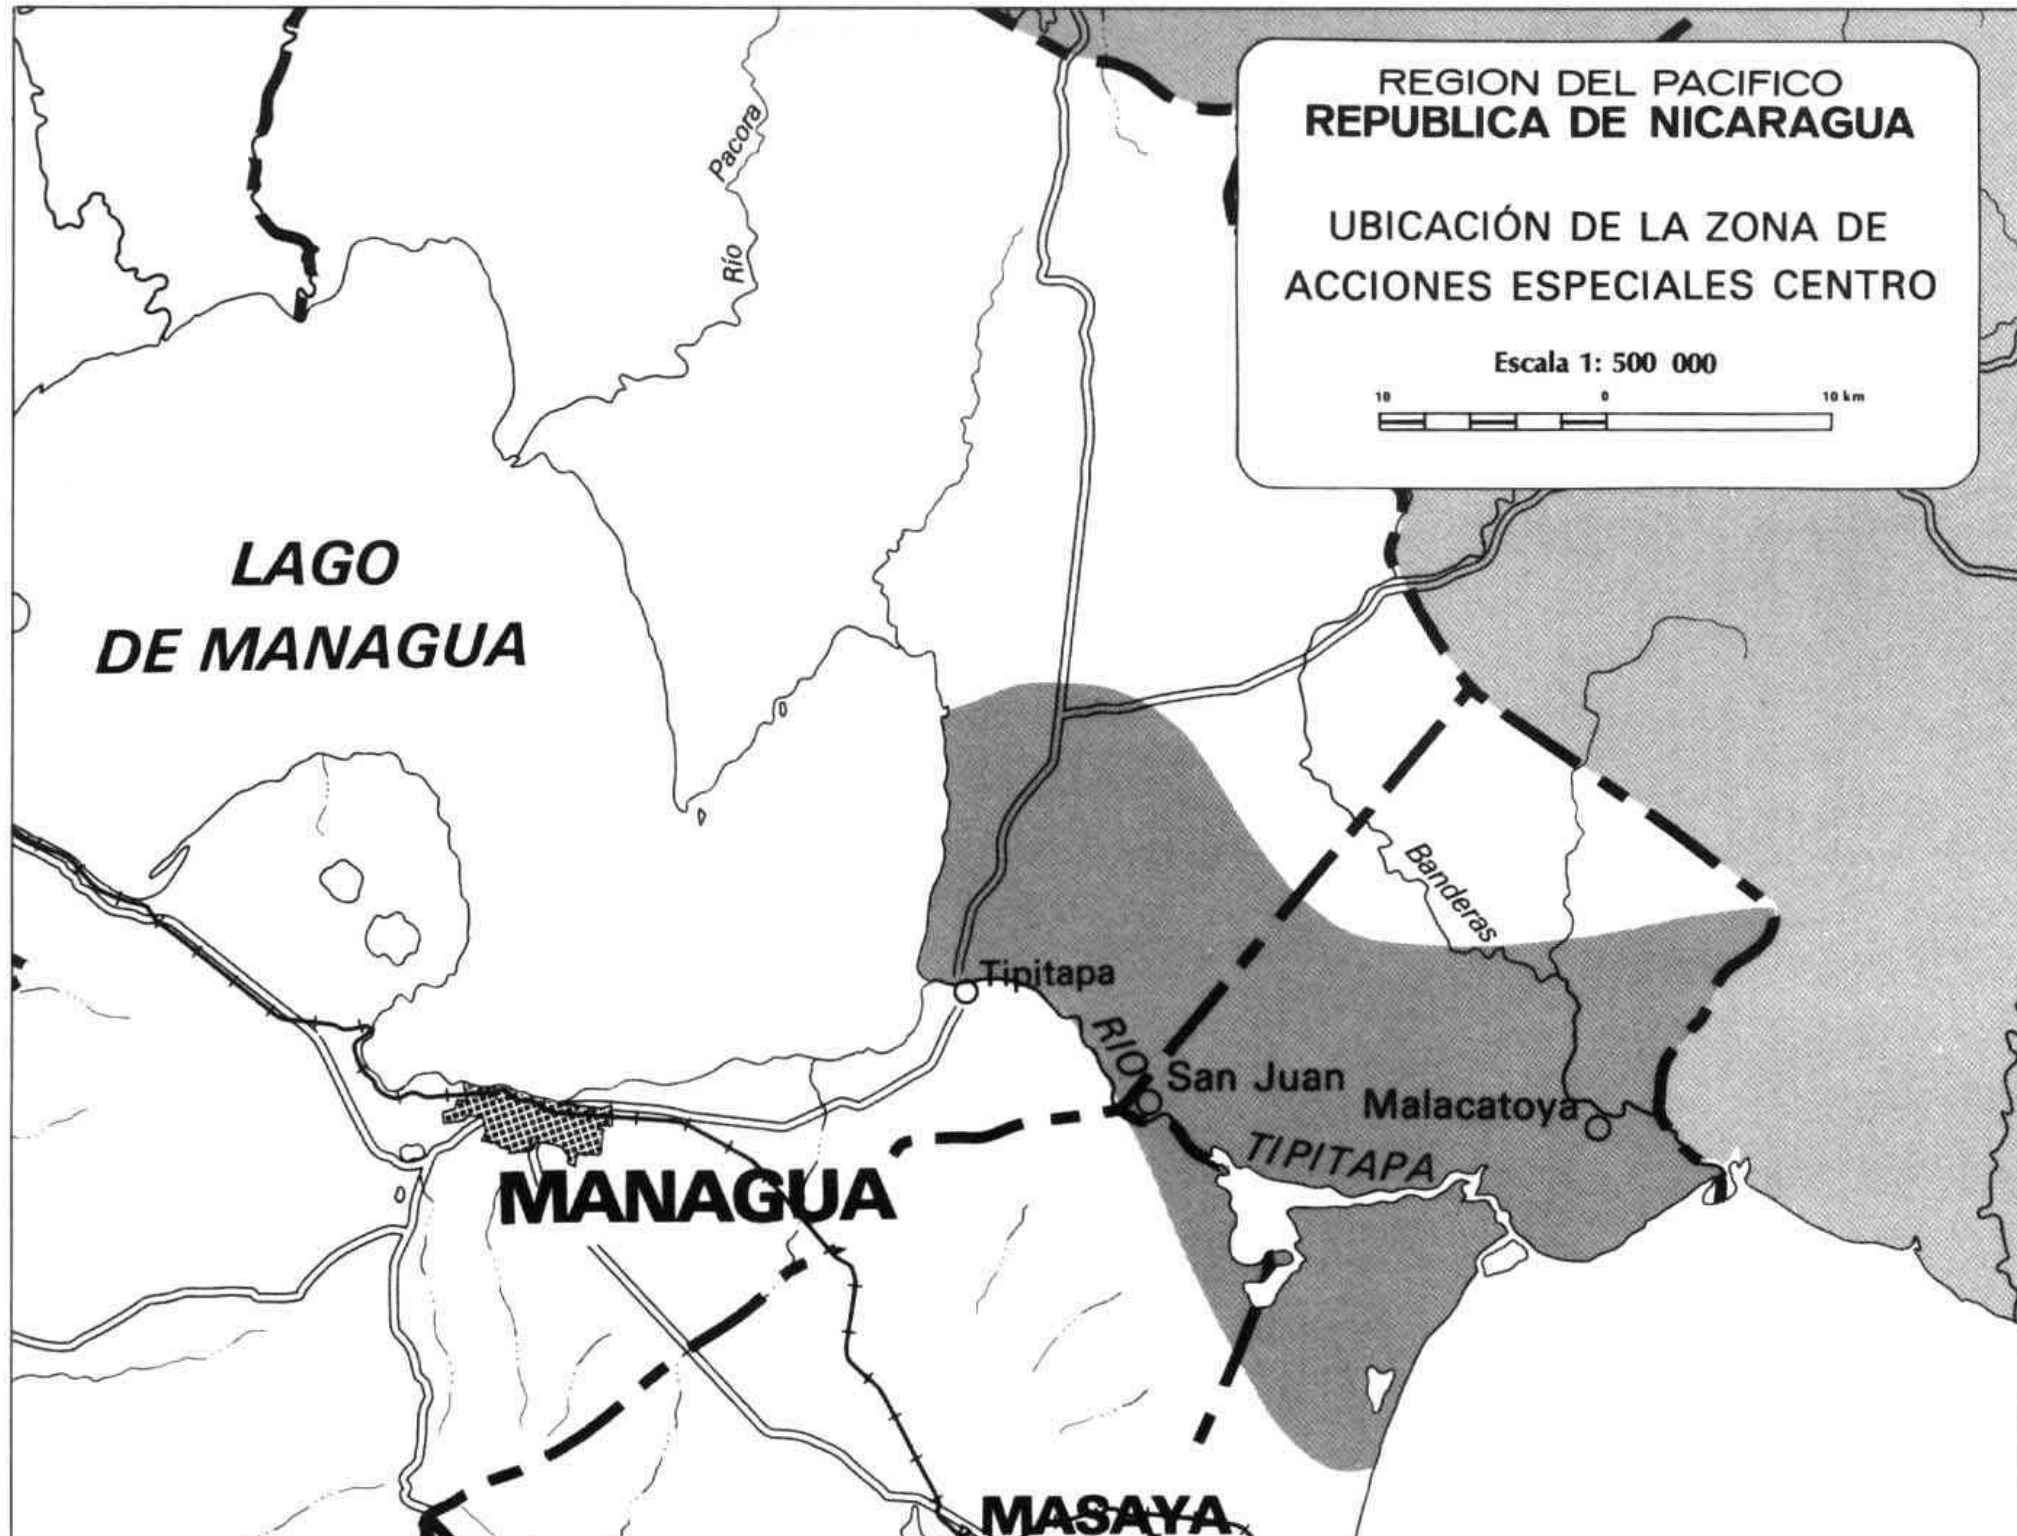 REGION DEL PACIFICO
REPUBLICA DE NICARAGUA
UBICACIÓN DE LA ZONA DE
ACCIONES ESPECIALES CENTRO
Escala 1: 500 000
10 0 10 km
Río Pacora
LAGO
DE MANAGUA
Banderas
Tipitapa
RIO
San Juan
Malacatoya
TIPITAPA
MANAGUA
MASAYA